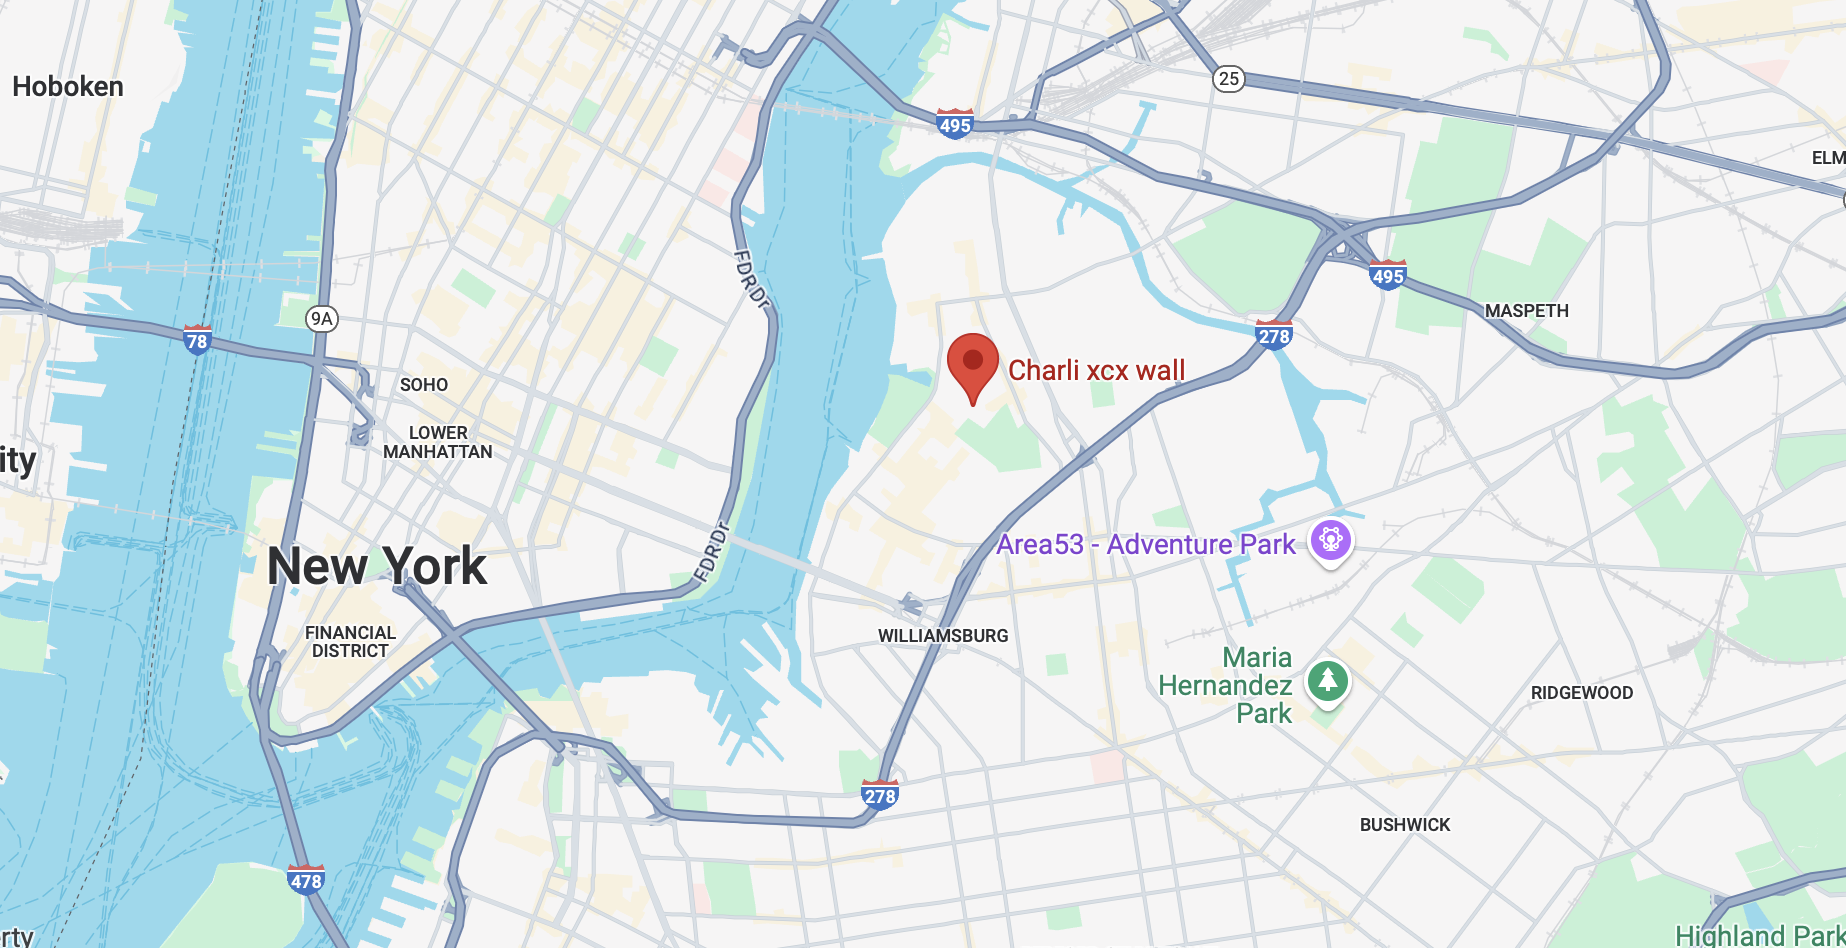 Hoboken
495
25
ELM
FDR Dr
495
MASPETH
9A
78
278
Charli xcx wall
SOHO
LOWER
MANHATTAN
ity
Area53 - Adventure Park
FDR Dr
New York
FINANCIAL
DISTRICT
WILLIAMSBURG
Maria
Hernandez
Park
RIDGEWOOD
278
BUSHWICK
478
erty
Highland Park